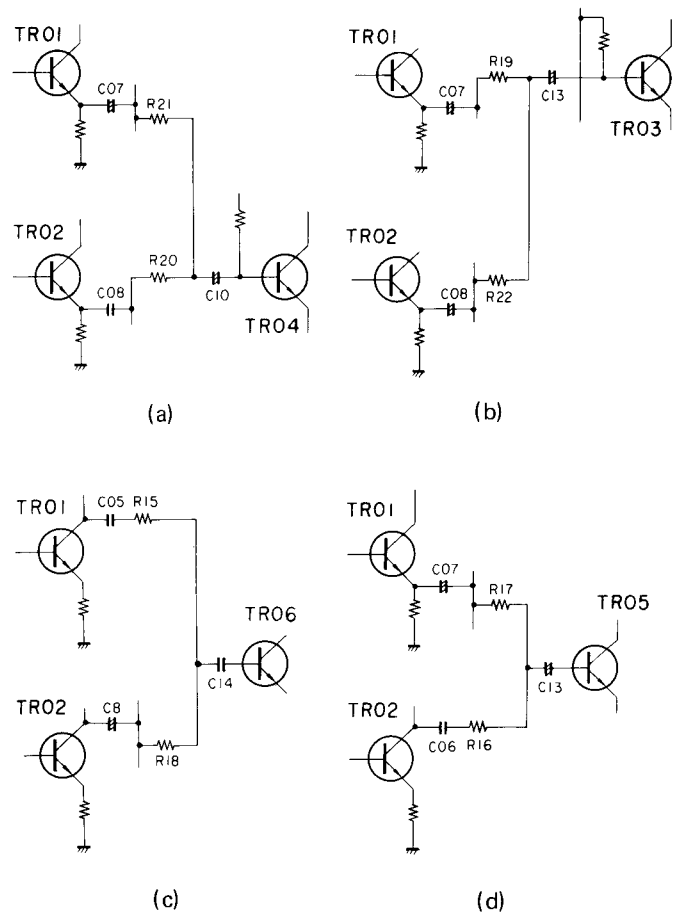 TR01
C07
R21
TR02
R20
C08
C10
TR04
(a)
TR01
R19
C07
C13
TR03
TR02
C08
R22
(b)
TR01
C05
R15
TR06
C14
TR02
C8
R18
(c)
TR01
C07
R17
TR05
C13
TR02
C06
R16
(d)